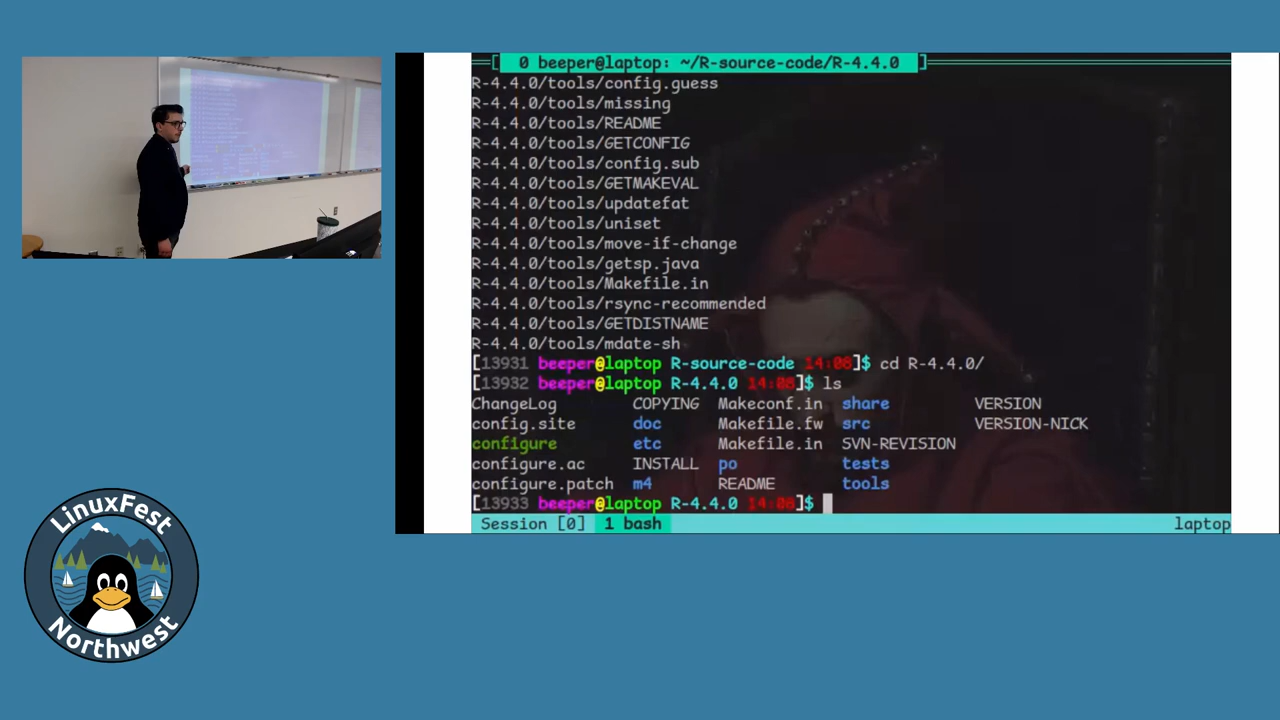 0 beeper@laptop: ~/R-source-code/R-4.4.0
R-4.4.0/tools/config.guess
R-4.4.0/tools/missing
R-4.4.0/tools/README
R-4.4.0/tools/GETCONFIG
R-4.4.0/tools/config.sub
R-4.4.0/tools/GETMAKEVAL
R-4.4.0/tools/updatefat
R-4.4.0/tools/uniset
R-4.4.0/tools/move-if-change
R-4.4.0/tools/getsp.java
R-4.4.0/tools/Makefile.in
R-4.4.0/tools/rsync-recommended
R-4.4.0/tools/GETDISTNAME
R-4.4.0/tools/mdate-sh
[13931 beeper@laptop R-source-code 14:08]$ cd R-4.4.0/
[13932 beeper@laptop R-4.4.0 14:08]$ ls
ChangeLog COPYING Makeconf.in share VERSION
config.site doc Makefile.fw src VERSION-NICK
configure etc Makefile.in SVN-REVISION
configure.ac INSTALL po tests
configure.patch m4 README tools
[13933 beeper@laptop R-4.4.0 14:08]$
Session [0] 1 bash laptop
LinuxFest
Northwest